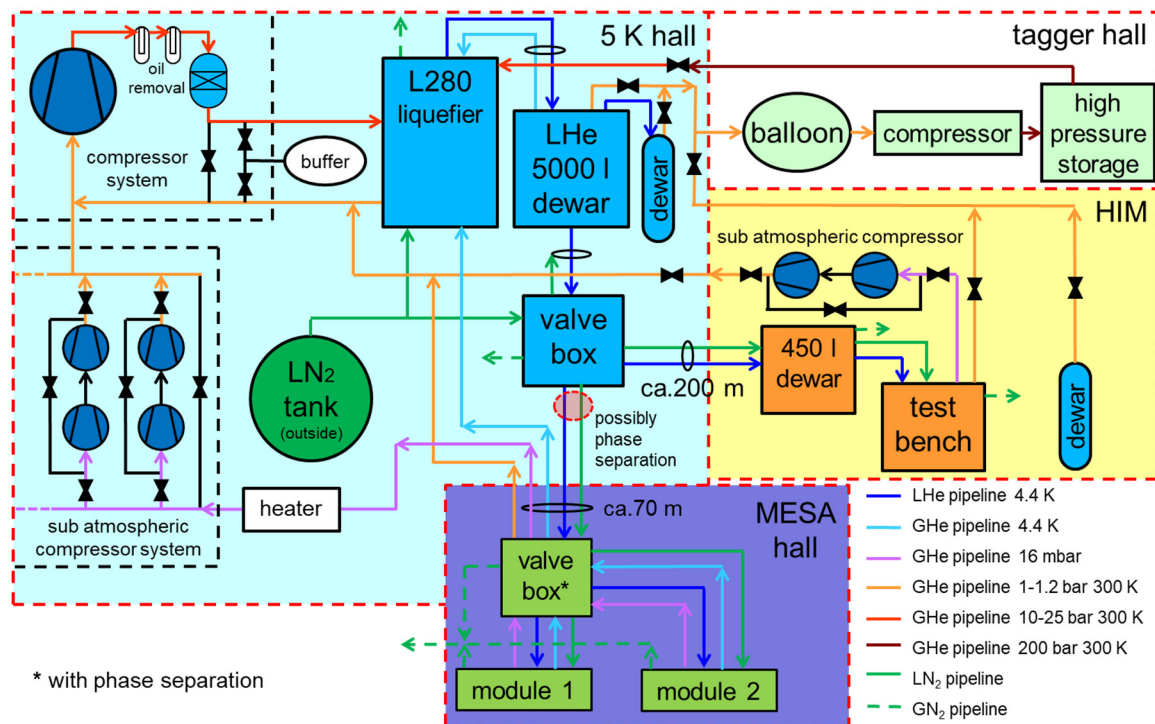 5 K hall
tagger hall
oil
removal
L280
liquefier
LHe
5000 l
dewar
dewar
balloon
compressor
high
pressure
storage
compressor
system
buffer
HIM
sub atmospheric compressor
valve
box
LN₂
tank
(outside)
ca.200 m
450 l
dewar
test
bench
dewar
possibly
phase
separation
heater
sub atmospheric
compressor system
ca.70 m
MESA
hall
valve
box*
module 1
module 2
* with phase separation
LHe pipeline 4.4 K
GHe pipeline 4.4 K
GHe pipeline 16 mbar
GHe pipeline 1-1.2 bar 300 K
GHe pipeline 10-25 bar 300 K
GHe pipeline 200 bar 300 K
LN₂ pipeline
GN₂ pipeline